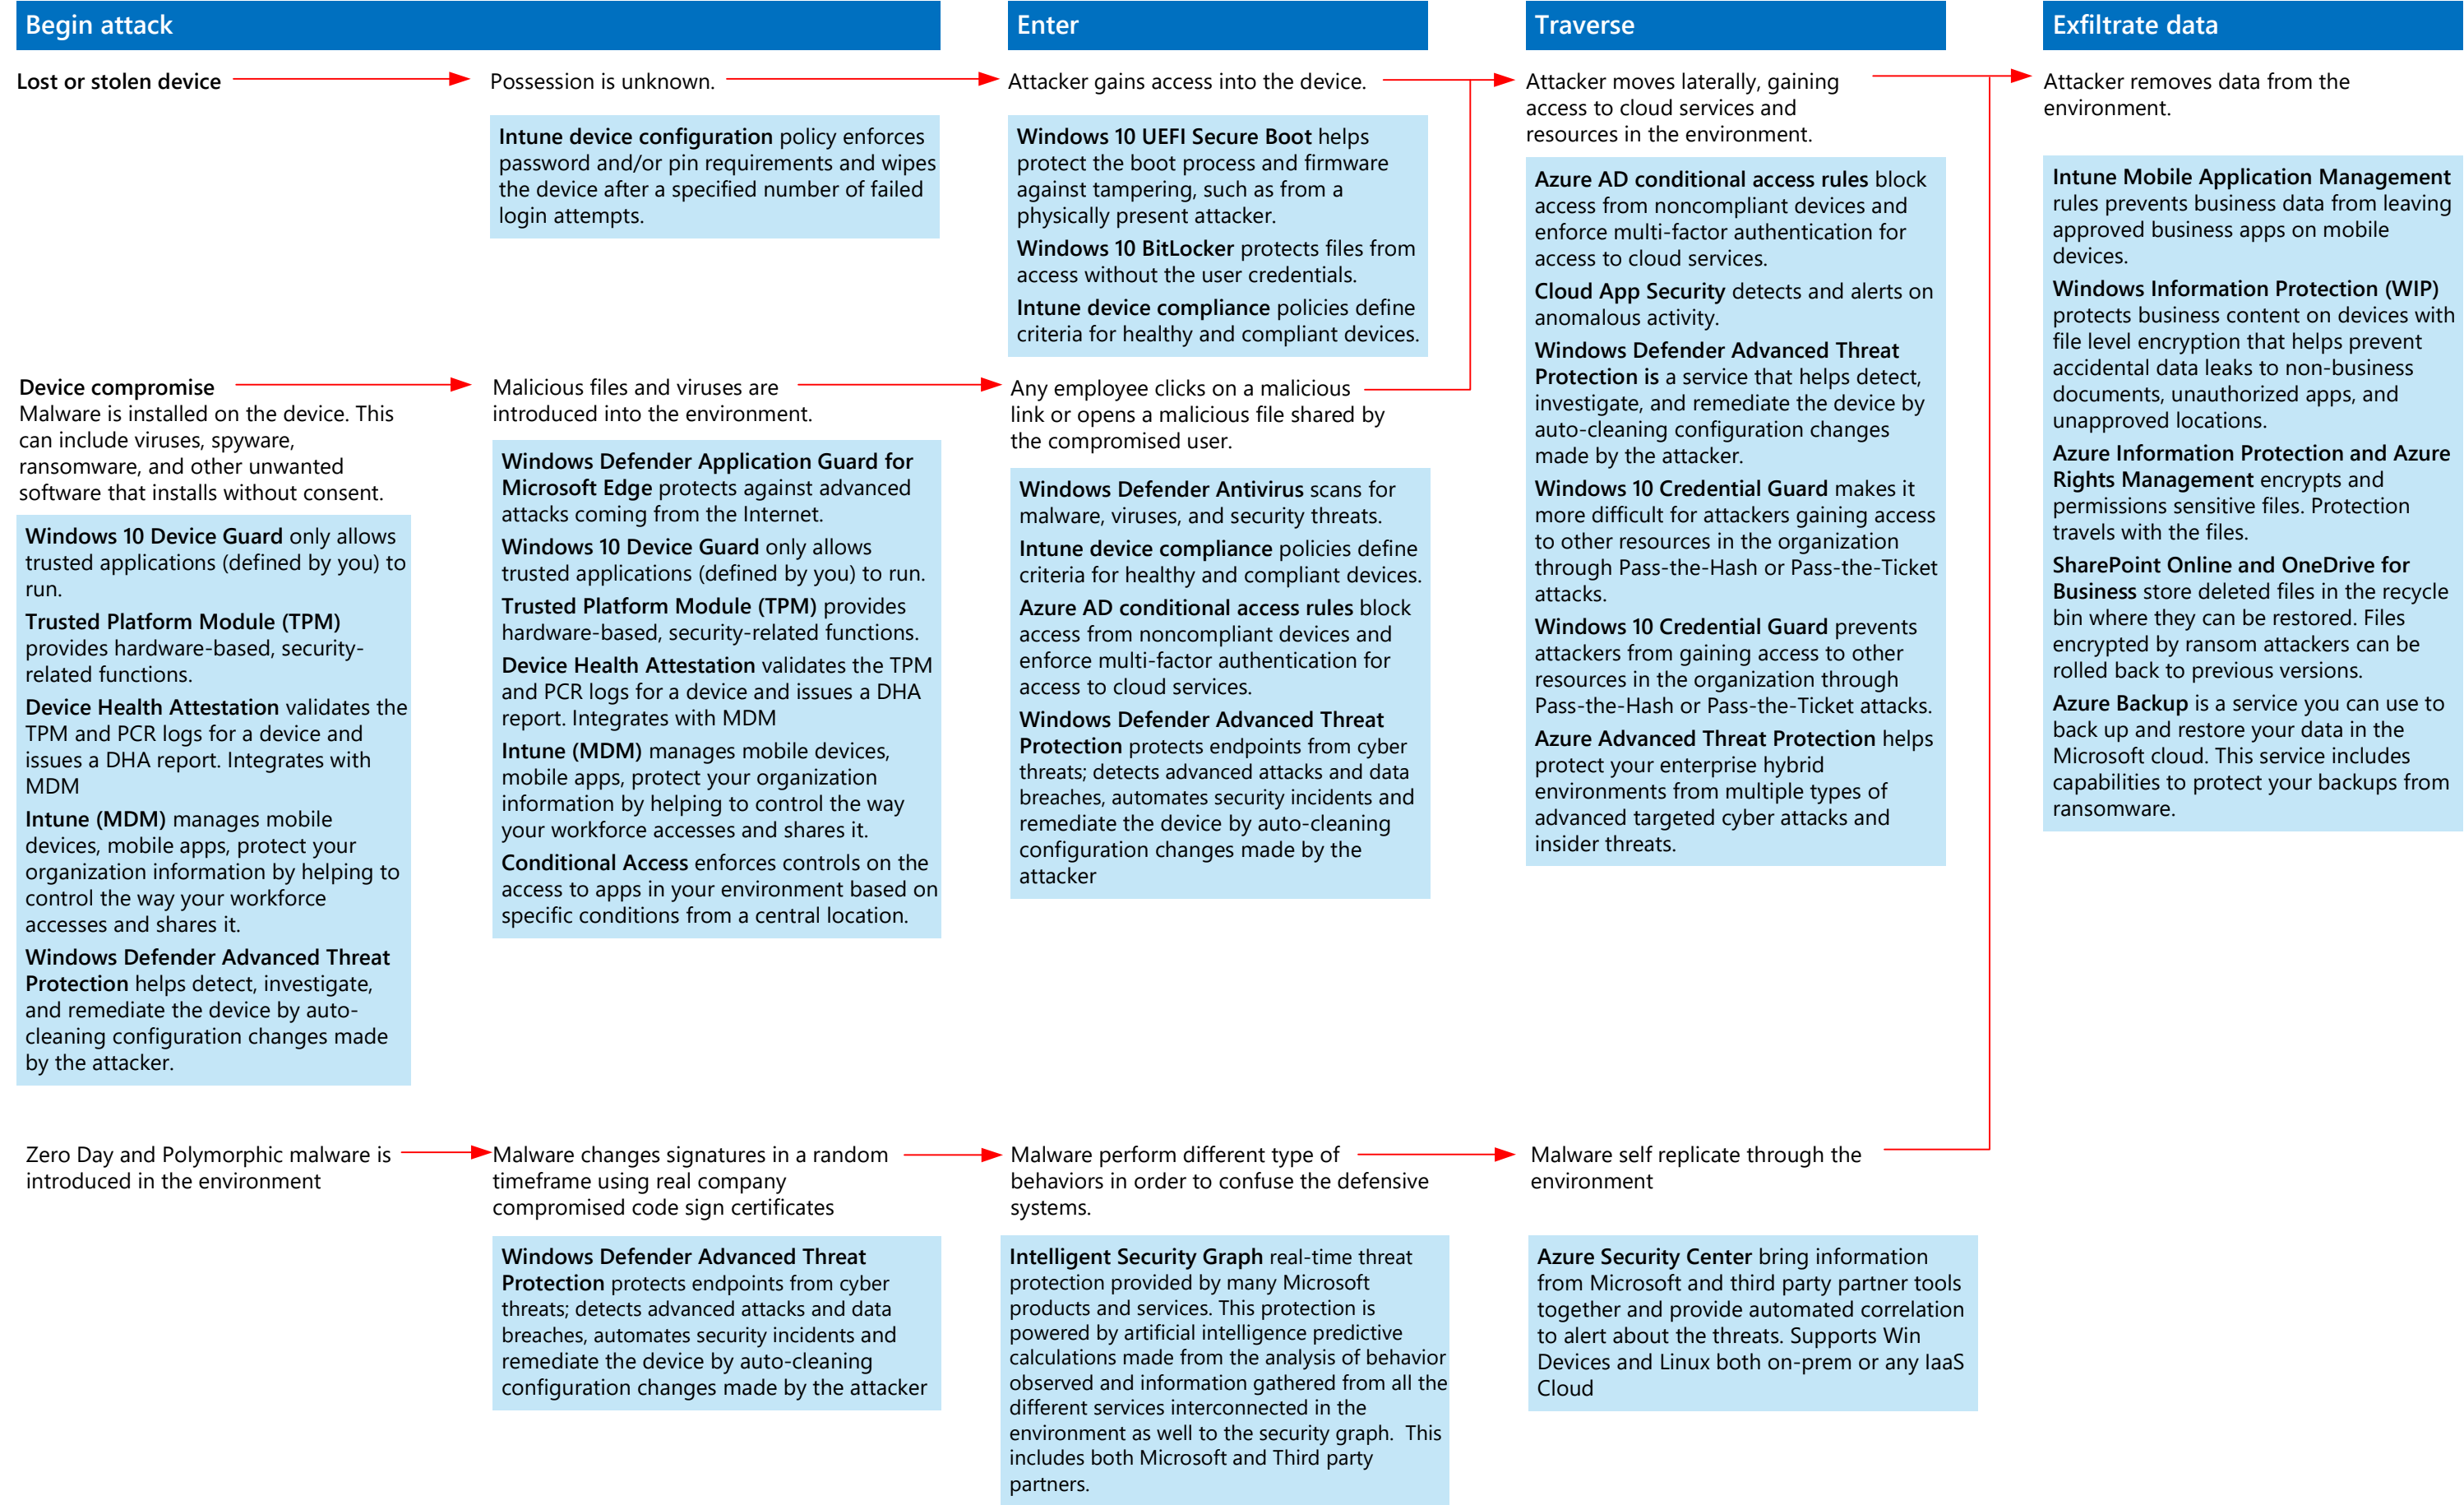 Begin attack
Enter
Traverse
Exfiltrate data
Lost or stolen device
Possession is unknown.
Intune device configuration policy enforces
password and/or pin requirements and wipes
the device after a specified number of failed
login attempts.
Attacker gains access into the device.
Windows 10 UEFI Secure Boot helps
protect the boot process and firmware
against tampering, such as from a
physically present attacker.
Windows 10 BitLocker protects files from
access without the user credentials.
Intune device compliance policies define
criteria for healthy and compliant devices.
Attacker moves laterally, gaining
access to cloud services and
resources in the environment.
Azure AD conditional access rules block
access from noncompliant devices and
enforce multi-factor authentication for
access to cloud services.
Cloud App Security detects and alerts on
anomalous activity.
Windows Defender Advanced Threat
Protection is a service that helps detect,
investigate, and remediate the device by
auto-cleaning configuration changes
made by the attacker.
Windows 10 Credential Guard makes it
more difficult for attackers gaining access
to other resources in the organization
through Pass-the-Hash or Pass-the-Ticket
attacks.
Windows 10 Credential Guard prevents
attackers from gaining access to other
resources in the organization through
Pass-the-Hash or Pass-the-Ticket attacks.
Azure Advanced Threat Protection helps
protect your enterprise hybrid
environments from multiple types of
advanced targeted cyber attacks and
insider threats.
Attacker removes data from the
environment.
Intune Mobile Application Management
rules prevents business data from leaving
approved business apps on mobile
devices.
Windows Information Protection (WIP)
protects business content on devices with
file level encryption that helps prevent
accidental data leaks to non-business
documents, unauthorized apps, and
unapproved locations.
Azure Information Protection and Azure
Rights Management encrypts and
permissions sensitive files. Protection
travels with the files.
SharePoint Online and OneDrive for
Business store deleted files in the recycle
bin where they can be restored. Files
encrypted by ransom attackers can be
rolled back to previous versions.
Azure Backup is a service you can use to
back up and restore your data in the
Microsoft cloud. This service includes
capabilities to protect your backups from
ransomware.
Device compromise
Malware is installed on the device. This
can include viruses, spyware,
ransomware, and other unwanted
software that installs without consent.
Windows 10 Device Guard only allows
trusted applications (defined by you) to
run.
Trusted Platform Module (TPM)
provides hardware-based, security-
related functions.
Device Health Attestation validates the
TPM and PCR logs for a device and
issues a DHA report. Integrates with
MDM
Intune (MDM) manages mobile
devices, mobile apps, protect your
organization information by helping to
control the way your workforce
accesses and shares it.
Windows Defender Advanced Threat
Protection helps detect, investigate,
and remediate the device by auto-
cleaning configuration changes made
by the attacker.
Malicious files and viruses are
introduced into the environment.
Windows Defender Application Guard for
Microsoft Edge protects against advanced
attacks coming from the Internet.
Windows 10 Device Guard only allows
trusted applications (defined by you) to run.
Trusted Platform Module (TPM) provides
hardware-based, security-related functions.
Device Health Attestation validates the TPM
and PCR logs for a device and issues a DHA
report. Integrates with MDM
Intune (MDM) manages mobile devices,
mobile apps, protect your organization
information by helping to control the way
your workforce accesses and shares it.
Conditional Access enforces controls on the
access to apps in your environment based on
specific conditions from a central location.
Any employee clicks on a malicious
link or opens a malicious file shared by
the compromised user.
Windows Defender Antivirus scans for
malware, viruses, and security threats.
Intune device compliance policies define
criteria for healthy and compliant devices.
Azure AD conditional access rules block
access from noncompliant devices and
enforce multi-factor authentication for
access to cloud services.
Windows Defender Advanced Threat
Protection protects endpoints from cyber
threats; detects advanced attacks and data
breaches, automates security incidents and
remediate the device by auto-cleaning
configuration changes made by the
attacker
Zero Day and Polymorphic malware is
introduced in the environment
Malware changes signatures in a random
timeframe using real company
compromised code sign certificates
Windows Defender Advanced Threat
Protection protects endpoints from cyber
threats; detects advanced attacks and data
breaches, automates security incidents and
remediate the device by auto-cleaning
configuration changes made by the attacker
Malware perform different type of
behaviors in order to confuse the defensive
systems.
Intelligent Security Graph real-time threat
protection provided by many Microsoft
products and services. This protection is
powered by artificial intelligence predictive
calculations made from the analysis of behavior
observed and information gathered from all the
different services interconnected in the
environment as well to the security graph.  This
includes both Microsoft and Third party
partners.
Malware self replicate through the
environment
Azure Security Center bring information
from Microsoft and third party partner tools
together and provide automated correlation
to alert about the threats. Supports Win
Devices and Linux both on-prem or any IaaS
Cloud